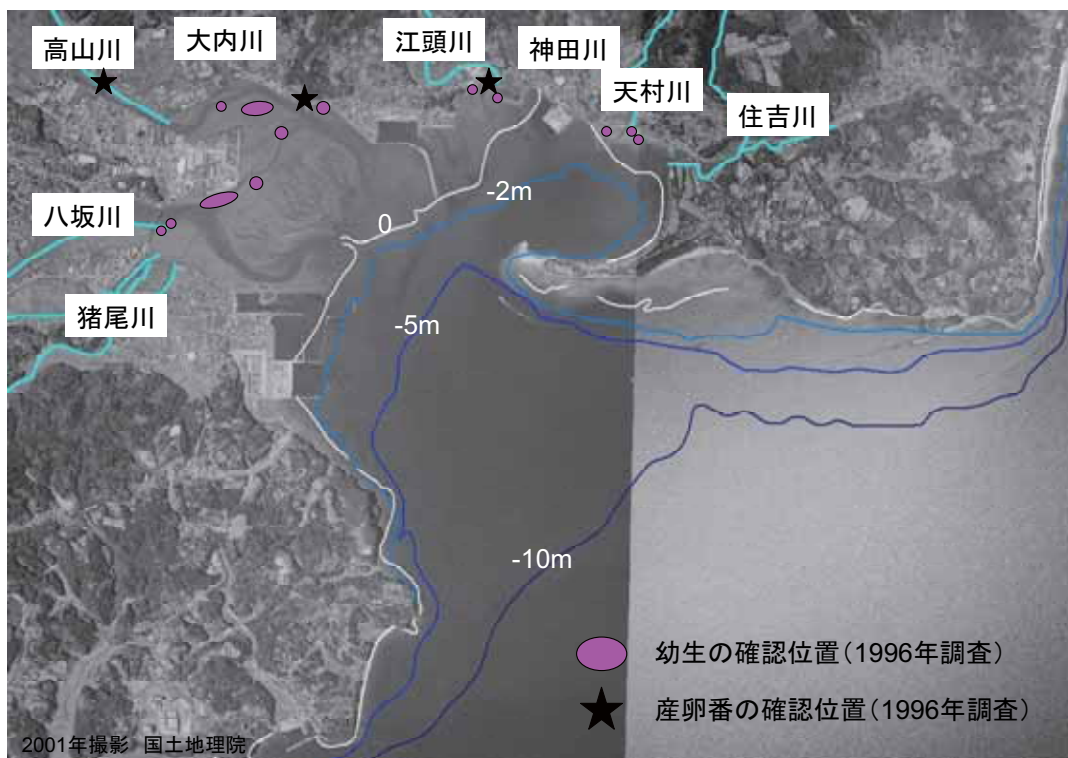 高山川
大内川
江頭川
神田川
天村川
住吉川
八坂川
猪尾川
0
-2m
-5m
-10m
幼生の確認位置(1996年調査)
産卵番の確認位置(1996年調査)
2001年撮影 国土地理院